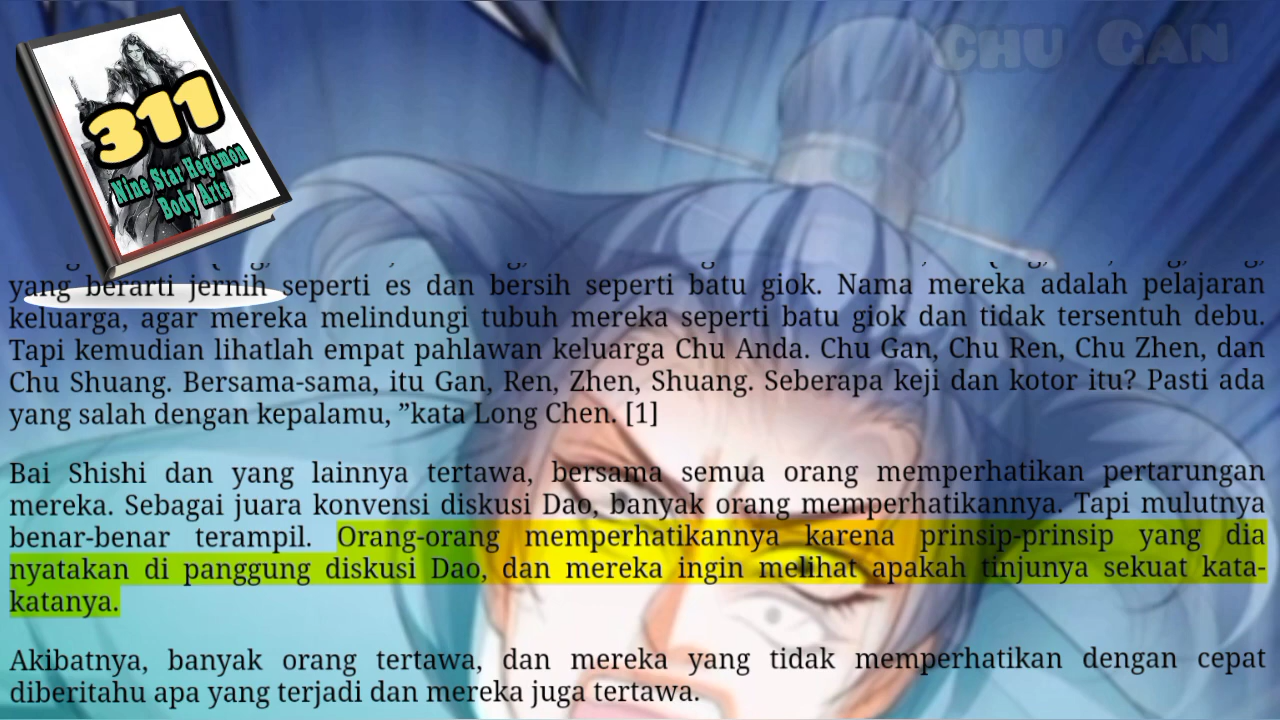 CHU GAN
311
Nine Star Hegemon
Body Arts
yang berarti jernih seperti es dan bersih seperti batu giok. Nama mereka adalah pelajaran
keluarga, agar mereka melindungi tubuh mereka seperti batu giok dan tidak tersentuh debu.
Tapi kemudian lihatlah empat pahlawan keluarga Chu Anda. Chu Gan, Chu Ren, Chu Zhen, dan
Chu Shuang. Bersama-sama, itu Gan, Ren, Zhen, Shuang. Seberapa keji dan kotor itu? Pasti ada
yang salah dengan kepalamu, ”kata Long Chen. [1]
Bai Shishi dan yang lainnya tertawa, bersama semua orang memperhatikan pertarungan
mereka. Sebagai juara konvensi diskusi Dao, banyak orang memperhatikannya. Tapi mulutnya
benar-benar terampil. Orang-orang memperhatikannya karena prinsip-prinsip yang dia
nyatakan di panggung diskusi Dao, dan mereka ingin melihat apakah tinjunya sekuat kata-
katanya.
Akibatnya, banyak orang tertawa, dan mereka yang tidak memperhatikan dengan cepat
diberitahu apa yang terjadi dan mereka juga tertawa.